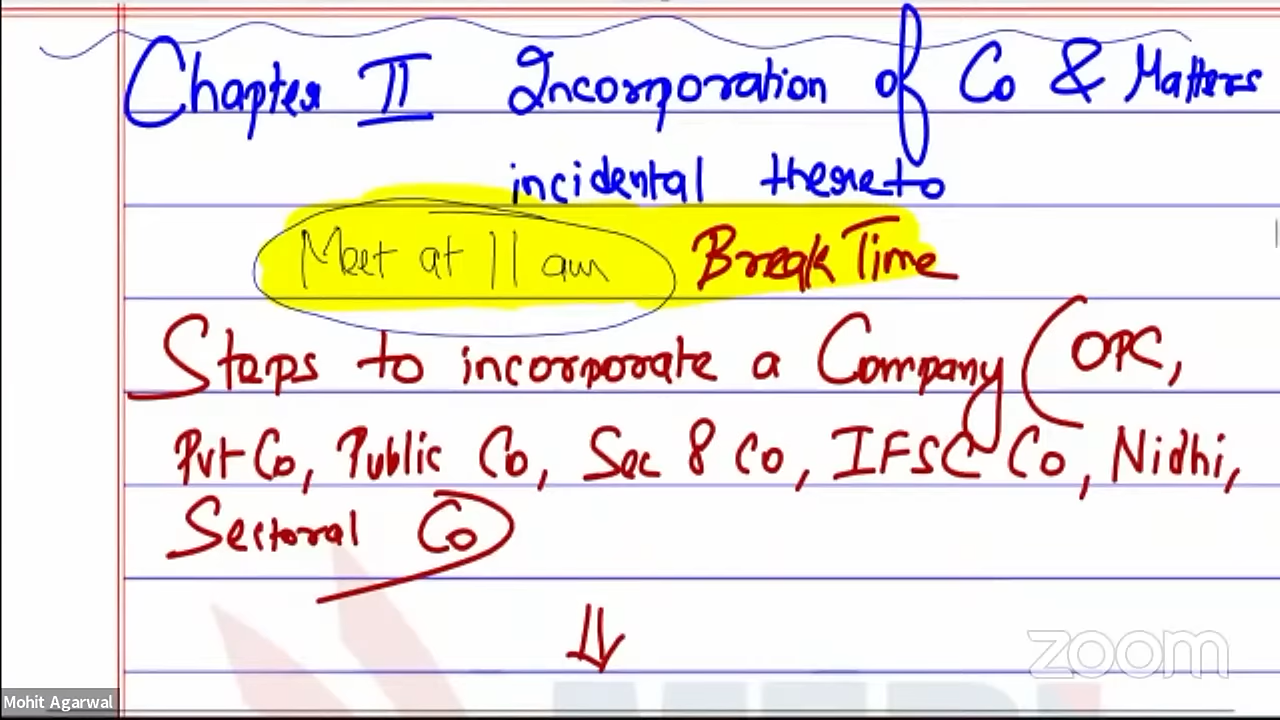 Chapter II Incorporation of Co & Matters
incidental thereto
Meet at 11 am Break Time
Steps to incorporate a Company (OPC,
Pvt Co, Public Co, Sec 8 Co, IFSC Co, Nidhi,
Sectoral Co)
zoom
Mohit Agarwal